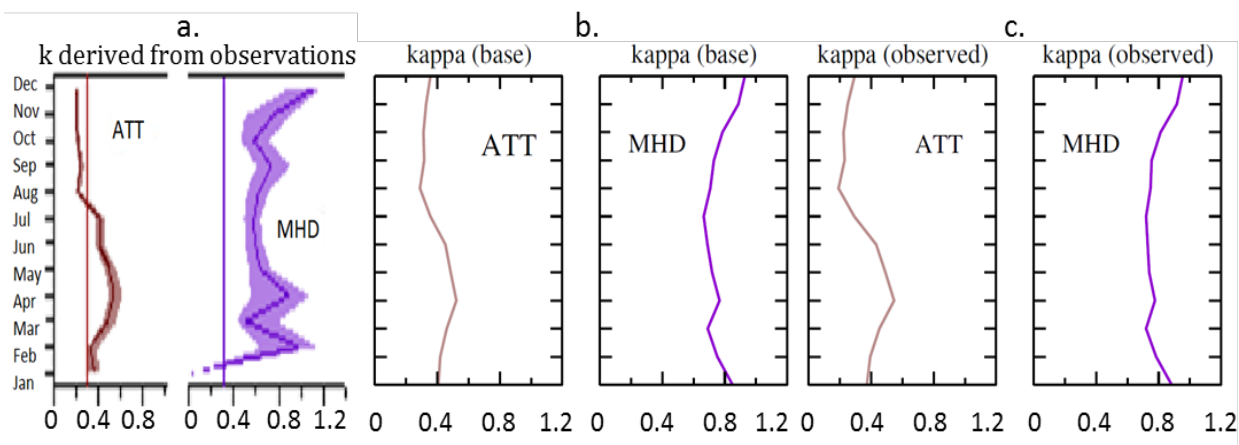 a. b. c.
k derived from observations kappa (base) kappa (base) kappa (observed) kappa (observed)
Dec
Nov
Oct
Sep
Aug
Jul
Jun
May
Apr
Mar
Feb
Jan
ATT
MHD
ATT
MHD
ATT
MHD
0 0.4 0.8
0 0.4 0.8 1.2
0 0.4 0.8 1.2
0 0.4 0.8 1.2
0 0.4 0.8 1.2
0 0.4 0.8 1.2